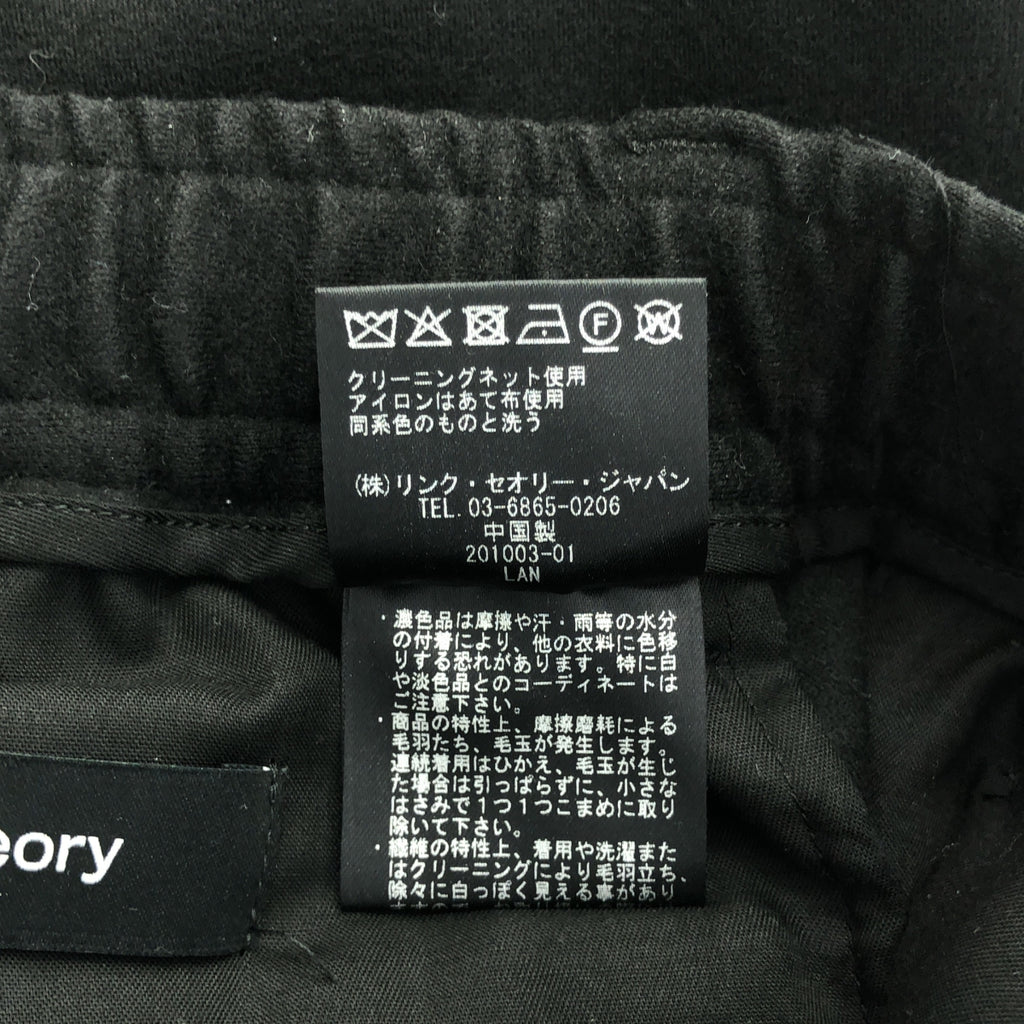 F
W
クリーニングネット使用
アイロンはあて布使用
同系色のものと洗う
(株)リンク・セオリー・ジャパン
TEL. 03-6865-0206
中国製
201003-01
LAN
・濃色品は摩擦や汗・雨等の水分
の付着により、他の衣料に色移
りする恐れがあります。特に白
や淡色品とのコーディネートは
ご注意下さい。
・商品の特性上、摩擦磨耗による
毛羽たち、毛玉が発生します。
連続着用はひかえ、毛玉が生じ
た場合は引っぱらずに、小さな
はさみで1つ1つこまめに取り
除いて下さい。
・繊維の特性上、着用や洗濯また
はクリーニングにより毛羽立ち、
徐々に白っぽく見える事があり
eory